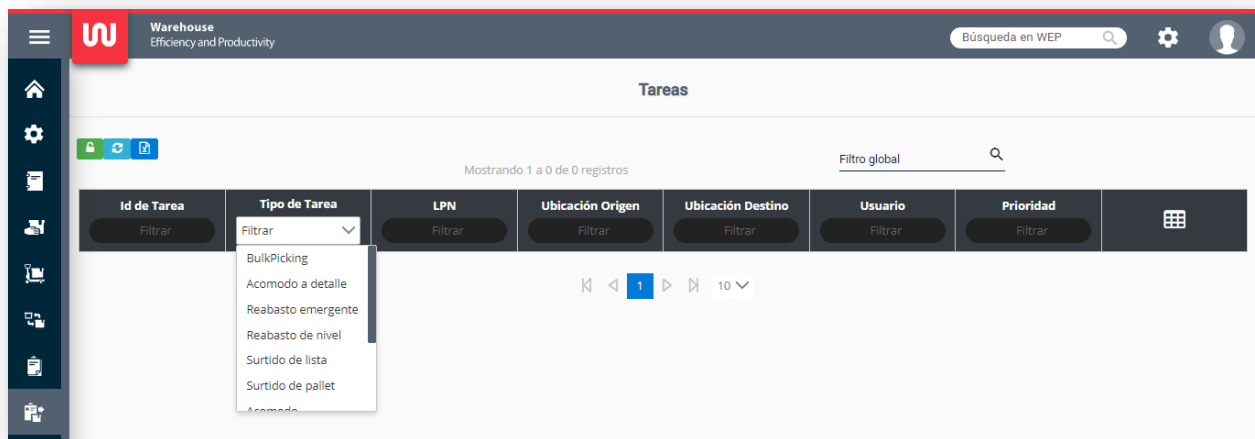 Warehouse
Efficiency and Productivity
Búsqueda en WEP
Tareas
Mostrando 1 a 0 de 0 registros
Filtro global
Id de Tarea Tipo de Tarea LPN Ubicación Origen Ubicación Destino Usuario Prioridad
Filtrar Filtrar Filtrar Filtrar Filtrar Filtrar Filtrar
BulkPicking
Acomodo a detalle
1 10
Reabasto emergente
Reabasto de nivel
Surtido de lista
Surtido de pallet
Acomodo